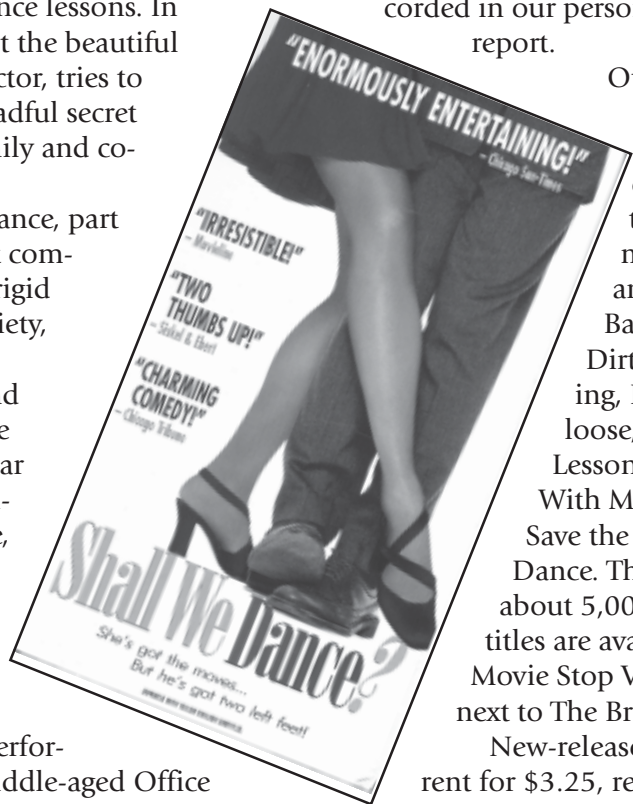 nce lessons. In
t the beautiful
ctor, tries to
adful secret
ily and co-
ance, part
com-
rigid
iety,
d
e
ar
-
,
erfor-
ddle-aged Office
"ENORMOUSLY ENTERTAINING!"
– Chicago Sun-Times
"IRRESISTIBLE!"
– Movieline
"TWO
THUMBS UP!"
– Siskel & Ebert
"CHARMING
COMEDY!"
– Chicago Tribune
Shall We Dance?
She's got the moves...
But he's got two left feet!
corded in our perso
report.
O
t
n
ar
Ba
Dirt
ing,
loose,
Lesson
With M
Save the
Dance. Th
about 5,00
titles are ava
Movie Stop V
next to The Br
New-release
rent for $3.25, re